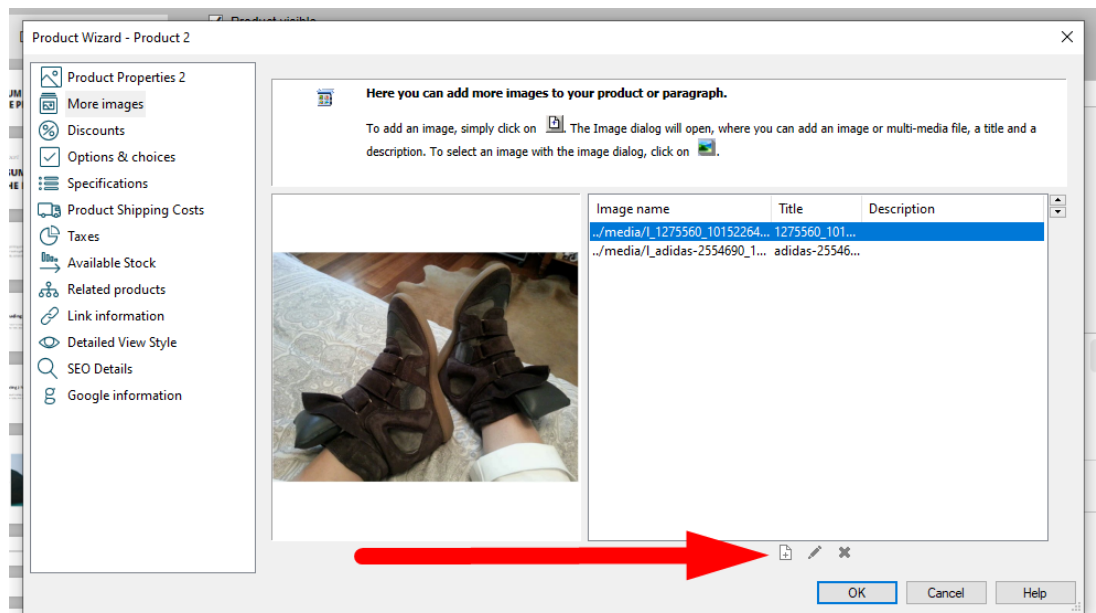 Product visible
Product Wizard - Product 2
Product Properties 2
More images
Discounts
Options & choices
Specifications
Product Shipping Costs
Taxes
Available Stock
Related products
Link information
Detailed View Style
SEO Details
Google information
Here you can add more images to your product or paragraph.
To add an image, simply click on . The Image dialog will open, where you can add an image or multi-media file, a title and a
description. To select an image with the image dialog, click on .
Image name Title Description
../media/l_1275560_10152264... 1275560_101...
../media/l_adidas-2554690_1... adidas-25546...
OK Cancel Help